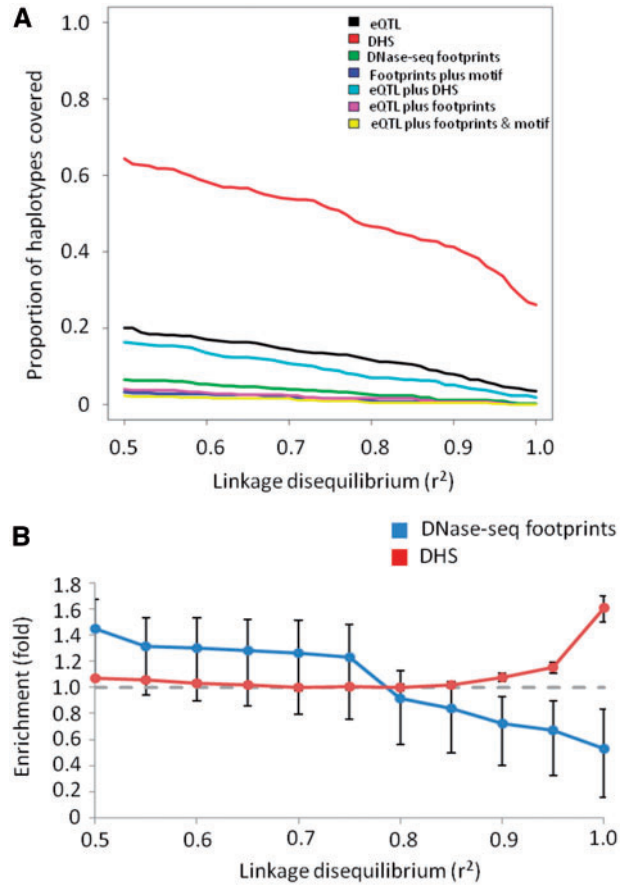 A
1.0
0.8
0.6
0.4
0.2
0
Proportion of haplotypes covered
eQTL
DHS
DNase-seq footprints
Footprints plus motif
eQTL plus DHS
eQTL plus footprints
eQTL plus footprints & motif
0.5 0.6 0.7 0.8 0.9 1.0
Linkage disequilibrium (r²)
B
DNase-seq footprints
DHS
1.8
1.6
1.4
1.2
1.0
0.8
0.6
0.4
0.2
0
Enrichment (fold)
0.5 0.6 0.7 0.8 0.9 1.0
Linkage disequilibrium (r²)